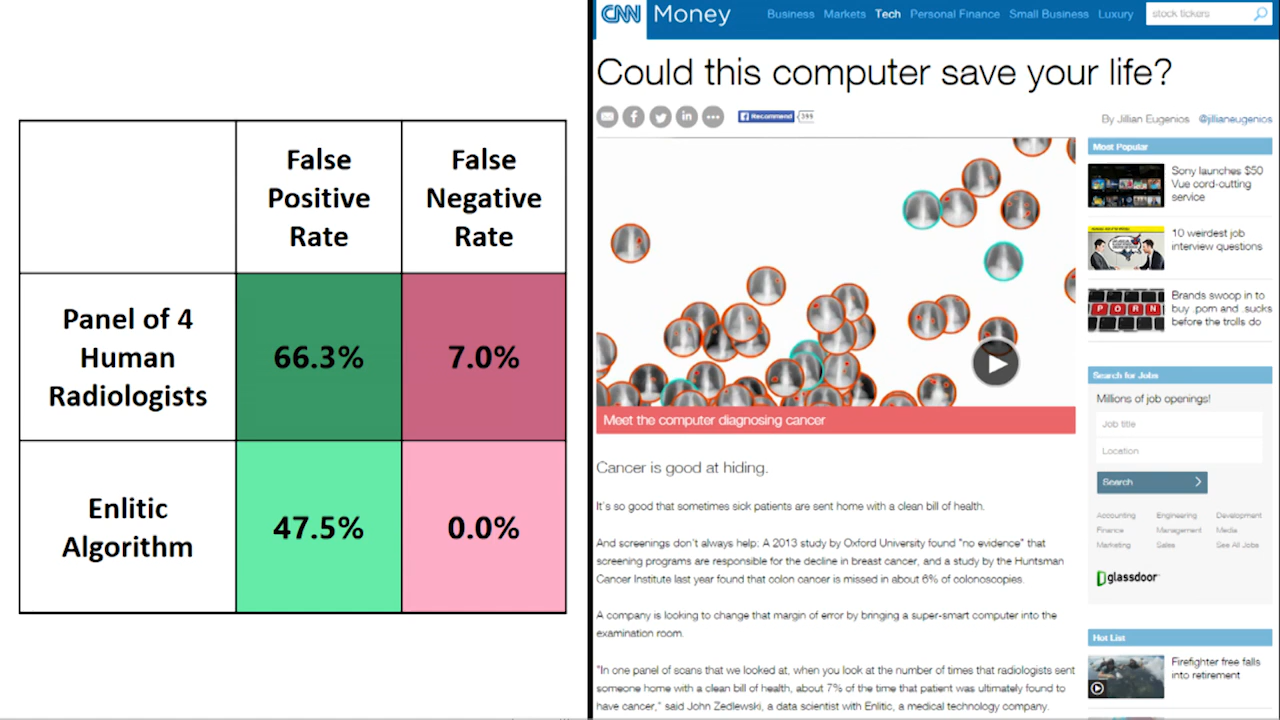 False
Positive
Rate
False
Negative
Rate
Panel of 4
Human
Radiologists
66.3%
7.0%
Enlitic
Algorithm
47.5%
0.0%
CNN Money
Business Markets Tech Personal Finance Small Business Luxury
stock tickers
Could this computer save your life?
Recommend 399
By Jillian Eugenios @jillianeugenios
Meet the computer diagnosing cancer
Cancer is good at hiding.
It's so good that sometimes sick patients are sent home with a clean bill of health.
And screenings don't always help: A 2013 study by Oxford University found "no evidence" that
screening programs are responsible for the decline in breast cancer, and a study by the Huntsman
Cancer Institute last year found that colon cancer is missed in about 6% of colonoscopies.
A company is looking to change that margin of error by bringing a super-smart computer into the
examination room.
"In one panel of scans that we looked at, when you look at the number of times that radiologists sent
someone home with a clean bill of health, about 7% of the time that patient was ultimately found to
have cancer," said John Zedlewski, a data scientist with Enlitic, a medical technology company.
Most Popular
Sony launches $50
Vue cord-cutting
service
10 weirdest job
interview questions
PORN
Brands swoop in to
buy .porn and .sucks
before the trolls do
Search for Jobs
Millions of job openings!
Job title
Location
Search
Accounting Engineering Development
Finance Management Media
Marketing Sales See All Jobs
glassdoor
Hot List
Firefighter free falls
into retirement